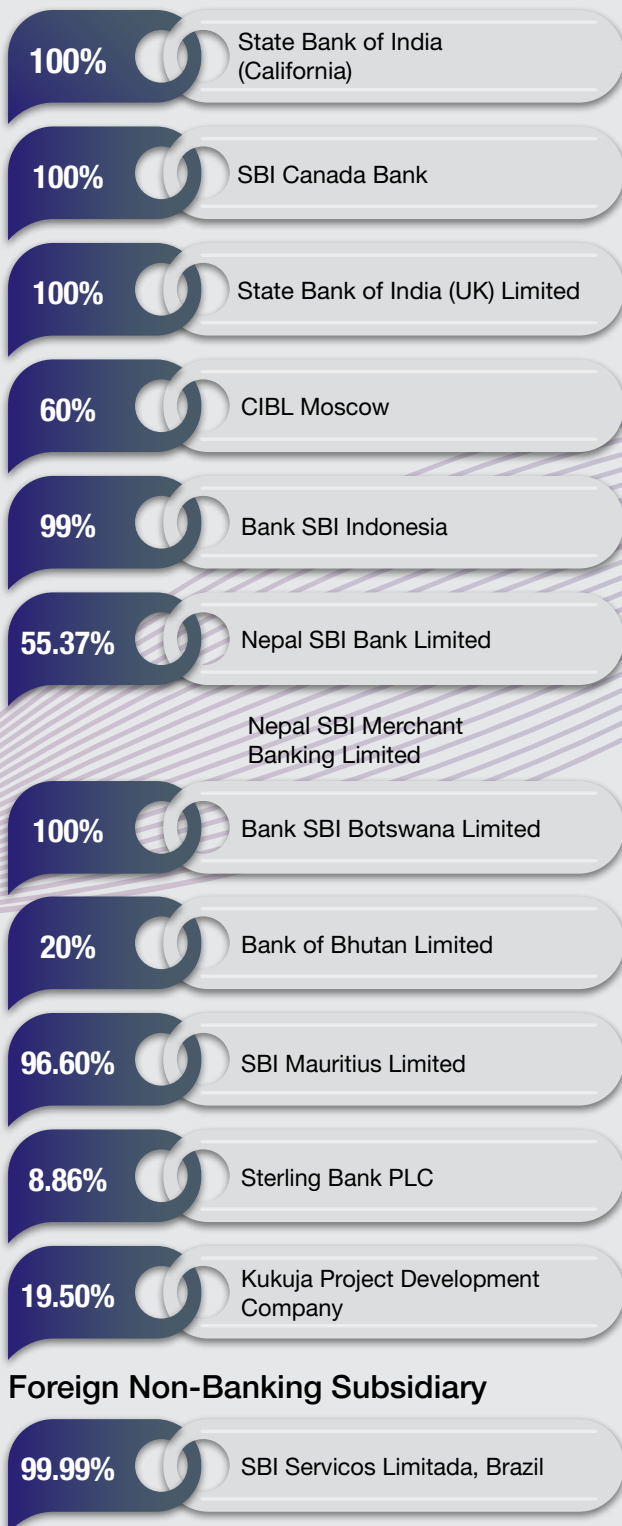 100%
State Bank of India
(California)
100%
SBI Canada Bank
100%
State Bank of India (UK) Limited
60%
CIBL Moscow
99%
Bank SBI Indonesia
55.37%
Nepal SBI Bank Limited
Nepal SBI Merchant
Banking Limited
100%
Bank SBI Botswana Limited
20%
Bank of Bhutan Limited
96.60%
SBI Mauritius Limited
8.86%
Sterling Bank PLC
19.50%
Kukuja Project Development
Company
Foreign Non-Banking Subsidiary
99.99%
SBI Servicos Limitada, Brazil